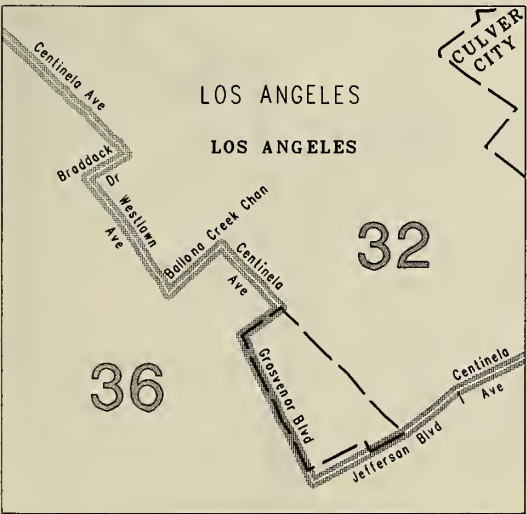 CULVER
CITY
Centinela Ave
LOS ANGELES
LOS ANGELES
Braddock
Dr
Westlawn
Ave
Ballona Creek Chan
Centinela
Ave
32
36
Grosvenor Blvd
Centinela
Ave
Jefferson Blvd